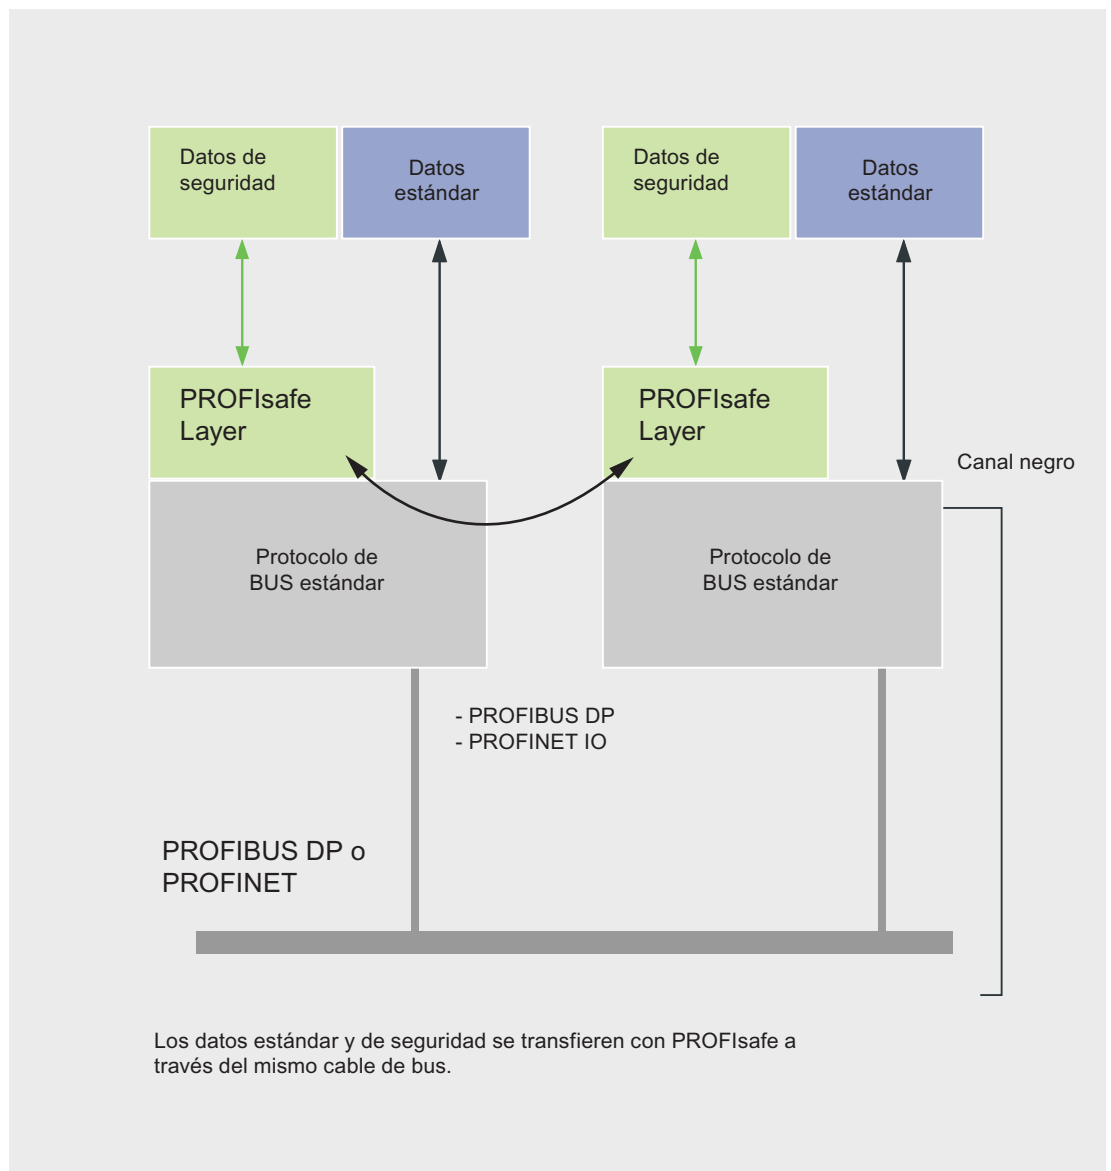 Datos de
seguridad
Datos
estándar
Datos de
seguridad
Datos
estándar
PROFIsafe
Layer
PROFIsafe
Layer
Canal negro
Protocolo de
BUS estándar
Protocolo de
BUS estándar
- PROFIBUS DP
- PROFINET IO
PROFIBUS DP o
PROFINET
Los datos estándar y de seguridad se transfieren con PROFIsafe a
través del mismo cable de bus.